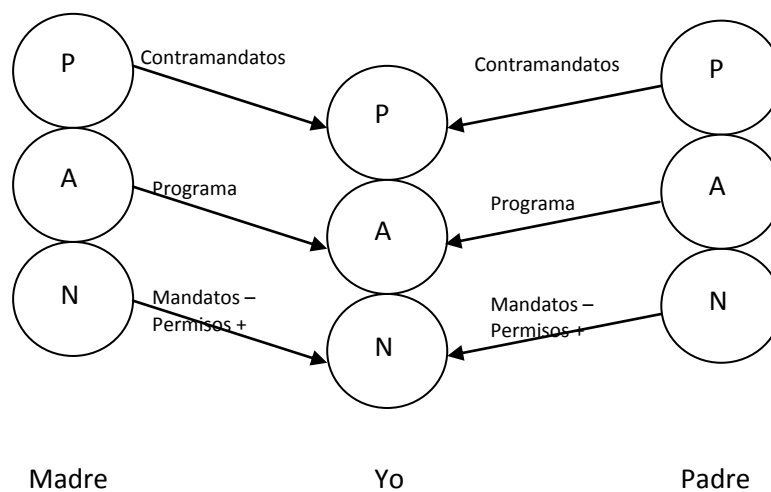 P
Contramandatos
P
Contramandatos
P
A
Programa
A
Programa
A
N
Mandatos –
Permisos +
N
Mandatos –
Permisos +
N
Madre
Yo
Padre